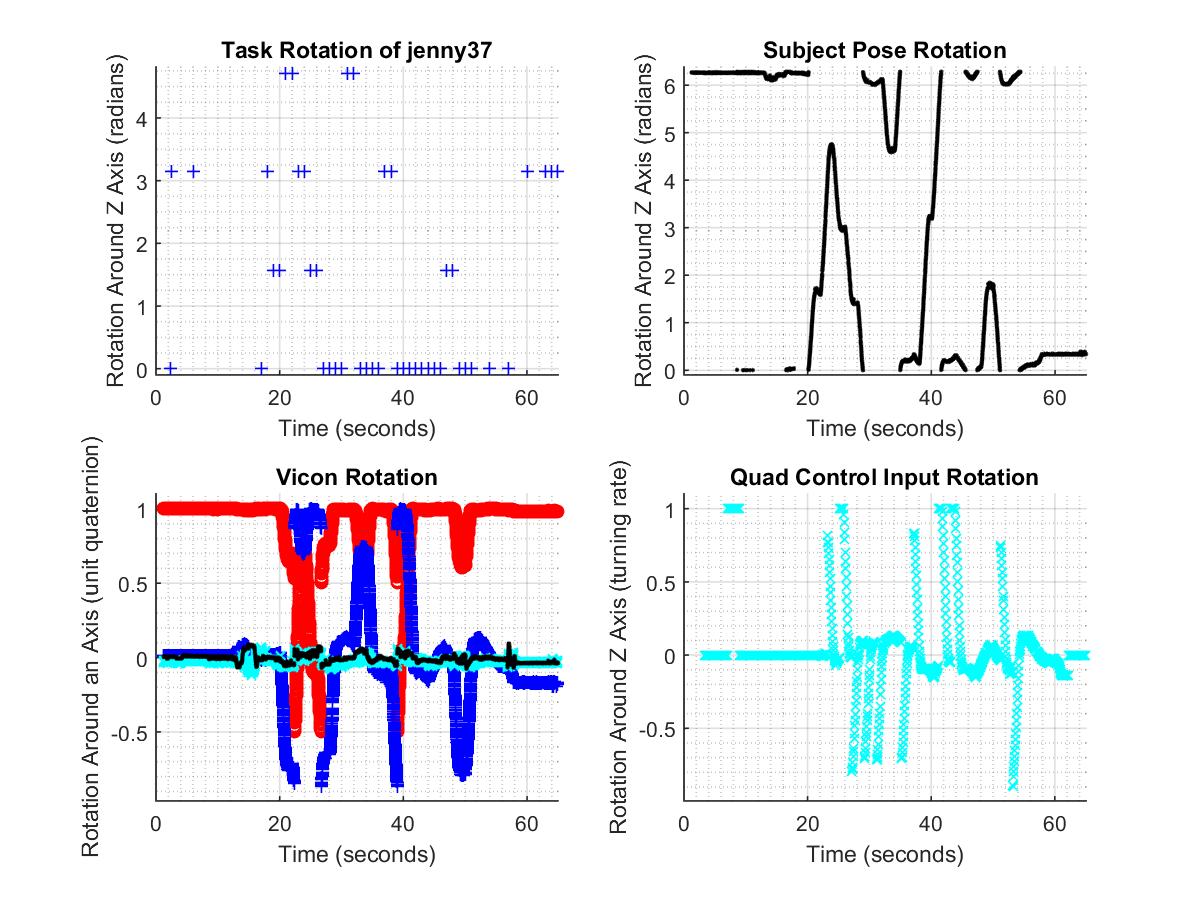 Task Rotation of jenny37
Rotation Around Z Axis (radians)
4
3
2
1
0
0 20 40 60
Time (seconds)
Subject Pose Rotation
Rotation Around Z Axis (radians)
6
5
4
3
2
1
0
0 20 40 60
Time (seconds)
Vicon Rotation
Rotation Around an Axis (unit quaternion)
1
0.5
0
-0.5
0 20 40 60
Time (seconds)
Quad Control Input Rotation
Rotation Around Z Axis (turning rate)
1
0.5
0
-0.5
0 20 40 60
Time (seconds)